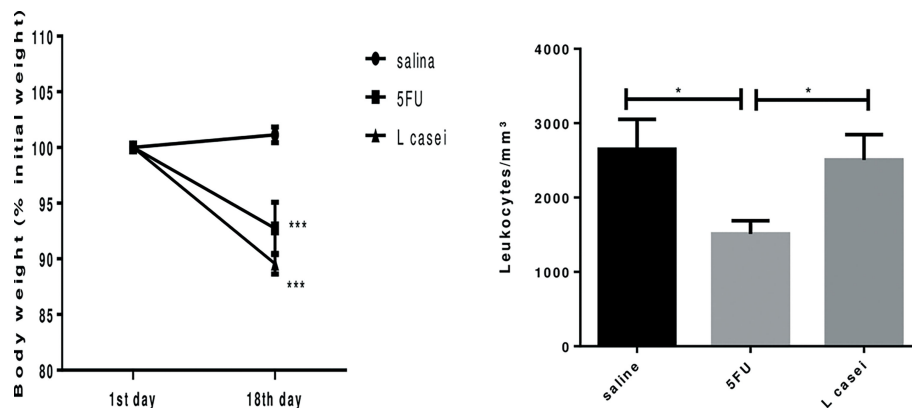 Body weight (% initial weight)
110
105
100
95
90
85
80
1st day
18th day
salina
5FU
L casei
***
***
Leukocytes/mm³
4000
3000
2000
1000
0
*
*
saline
5FU
L casei